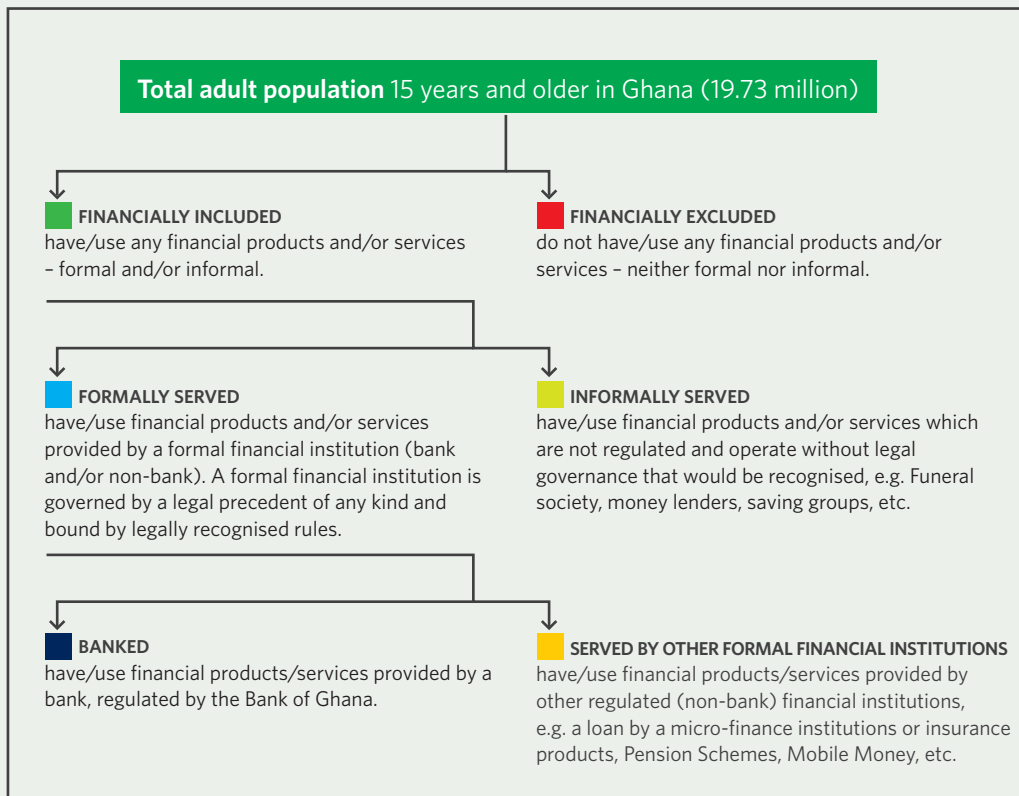 Total adult population 15 years and older in Ghana (19.73 million)
FINANCIALLY INCLUDED
have/use any financial products and/or services
– formal and/or informal.
FINANCIALLY EXCLUDED
do not have/use any financial products and/or
services – neither formal nor informal.
FORMALLY SERVED
have/use financial products and/or services
provided by a formal financial institution (bank
and/or non-bank). A formal financial institution is
governed by a legal precedent of any kind and
bound by legally recognised rules.
INFORMALLY SERVED
have/use financial products and/or services which
are not regulated and operate without legal
governance that would be recognised, e.g. Funeral
society, money lenders, saving groups, etc.
BANKED
have/use financial products/services provided by a
bank, regulated by the Bank of Ghana.
SERVED BY OTHER FORMAL FINANCIAL INSTITUTIONS
have/use financial products/services provided by
other regulated (non-bank) financial institutions,
e.g. a loan by a micro-finance institutions or insurance
products, Pension Schemes, Mobile Money, etc.